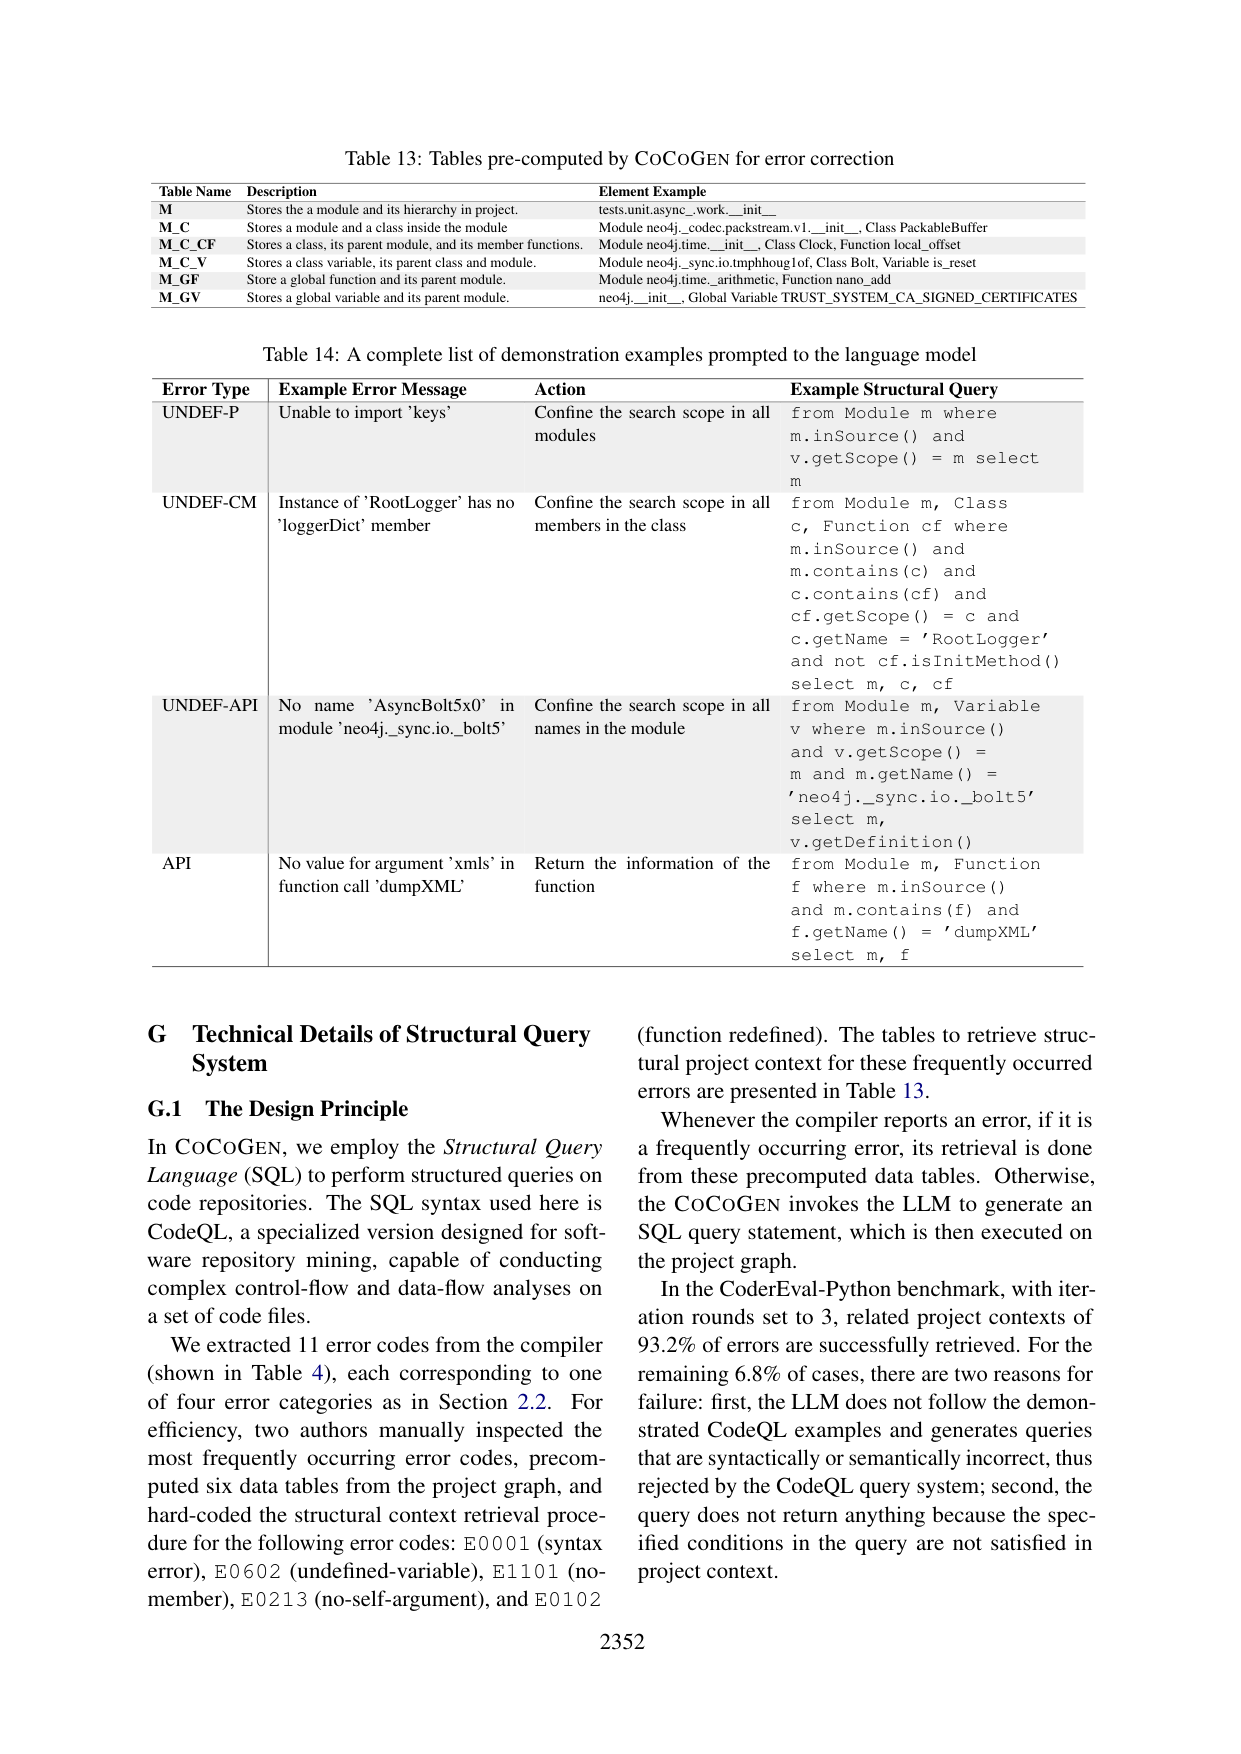 Table 13: Tables pre-computed by COCOGEN for error correction
Table Name Description Element Example
M Stores the a module and its hierarchy in project. tests.unit.async_.work.__init__
M_C Stores a module and a class inside the module Module neo4j._codec.packstream.v1.__init__, Class PackableBuffer
M_C_CF Stores a class, its parent module, and its member functions. Module neo4j.time.__init__, Class Clock, Function local_offset
M_C_V Stores a class variable, its parent class and module. Module neo4j._sync.io.tmphhoug1of, Class Bolt, Variable is_reset
M_GF Store a global function and its parent module. Module neo4j.time._arithmetic, Function nano_add
M_GV Stores a global variable and its parent module. neo4j.__init__, Global Variable TRUST_SYSTEM_CA_SIGNED_CERTIFICATES
Table 14: A complete list of demonstration examples prompted to the language model
Error Type Example Error Message Action Example Structural Query
UNDEF-P Unable to import ’keys’ Confine the search scope in all from Module m where
modules m.inSource() and
v.getScope() = m select
m
UNDEF-CM Instance of ’RootLogger’ has no Confine the search scope in all from Module m, Class
’loggerDict’ member members in the class c, Function cf where
m.inSource() and
m.contains(c) and
c.contains(cf) and
cf.getScope() = c and
c.getName = ’RootLogger’
and not cf.isInitMethod()
select m, c, cf
UNDEF-API No name ’AsyncBolt5x0’ in Confine the search scope in all from Module m, Variable
module ’neo4j._sync.io._bolt5’ names in the module v where m.inSource()
and v.getScope() =
m and m.getName() =
’neo4j._sync.io._bolt5’
select m,
v.getDefinition()
API No value for argument ’xmls’ in Return the information of the from Module m, Function
function call ’dumpXML’ function f where m.inSource()
and m.contains(f) and
f.getName() = ’dumpXML’
select m, f
G Technical Details of Structural Query
System
G.1 The Design Principle
In COCOGEN, we employ the Structural Query
Language (SQL) to perform structured queries on
code repositories. The SQL syntax used here is
CodeQL, a specialized version designed for soft-
ware repository mining, capable of conducting
complex control-flow and data-flow analyses on
a set of code files.
We extracted 11 error codes from the compiler
(shown in Table 4), each corresponding to one
of four error categories as in Section 2.2. For
efficiency, two authors manually inspected the
most frequently occurring error codes, precom-
puted six data tables from the project graph, and
hard-coded the structural context retrieval proce-
dure for the following error codes: E0001 (syntax
error), E0602 (undefined-variable), E1101 (no-
member), E0213 (no-self-argument), and E0102
(function redefined). The tables to retrieve struc-
tural project context for these frequently occurred
errors are presented in Table 13.
Whenever the compiler reports an error, if it is
a frequently occurring error, its retrieval is done
from these precomputed data tables. Otherwise,
the COCOGEN invokes the LLM to generate an
SQL query statement, which is then executed on
the project graph.
In the CoderEval-Python benchmark, with iter-
ation rounds set to 3, related project contexts of
93.2% of errors are successfully retrieved. For the
remaining 6.8% of cases, there are two reasons for
failure: first, the LLM does not follow the demon-
strated CodeQL examples and generates queries
that are syntactically or semantically incorrect, thus
rejected by the CodeQL query system; second, the
query does not return anything because the spec-
ified conditions in the query are not satisfied in
project context.
2352